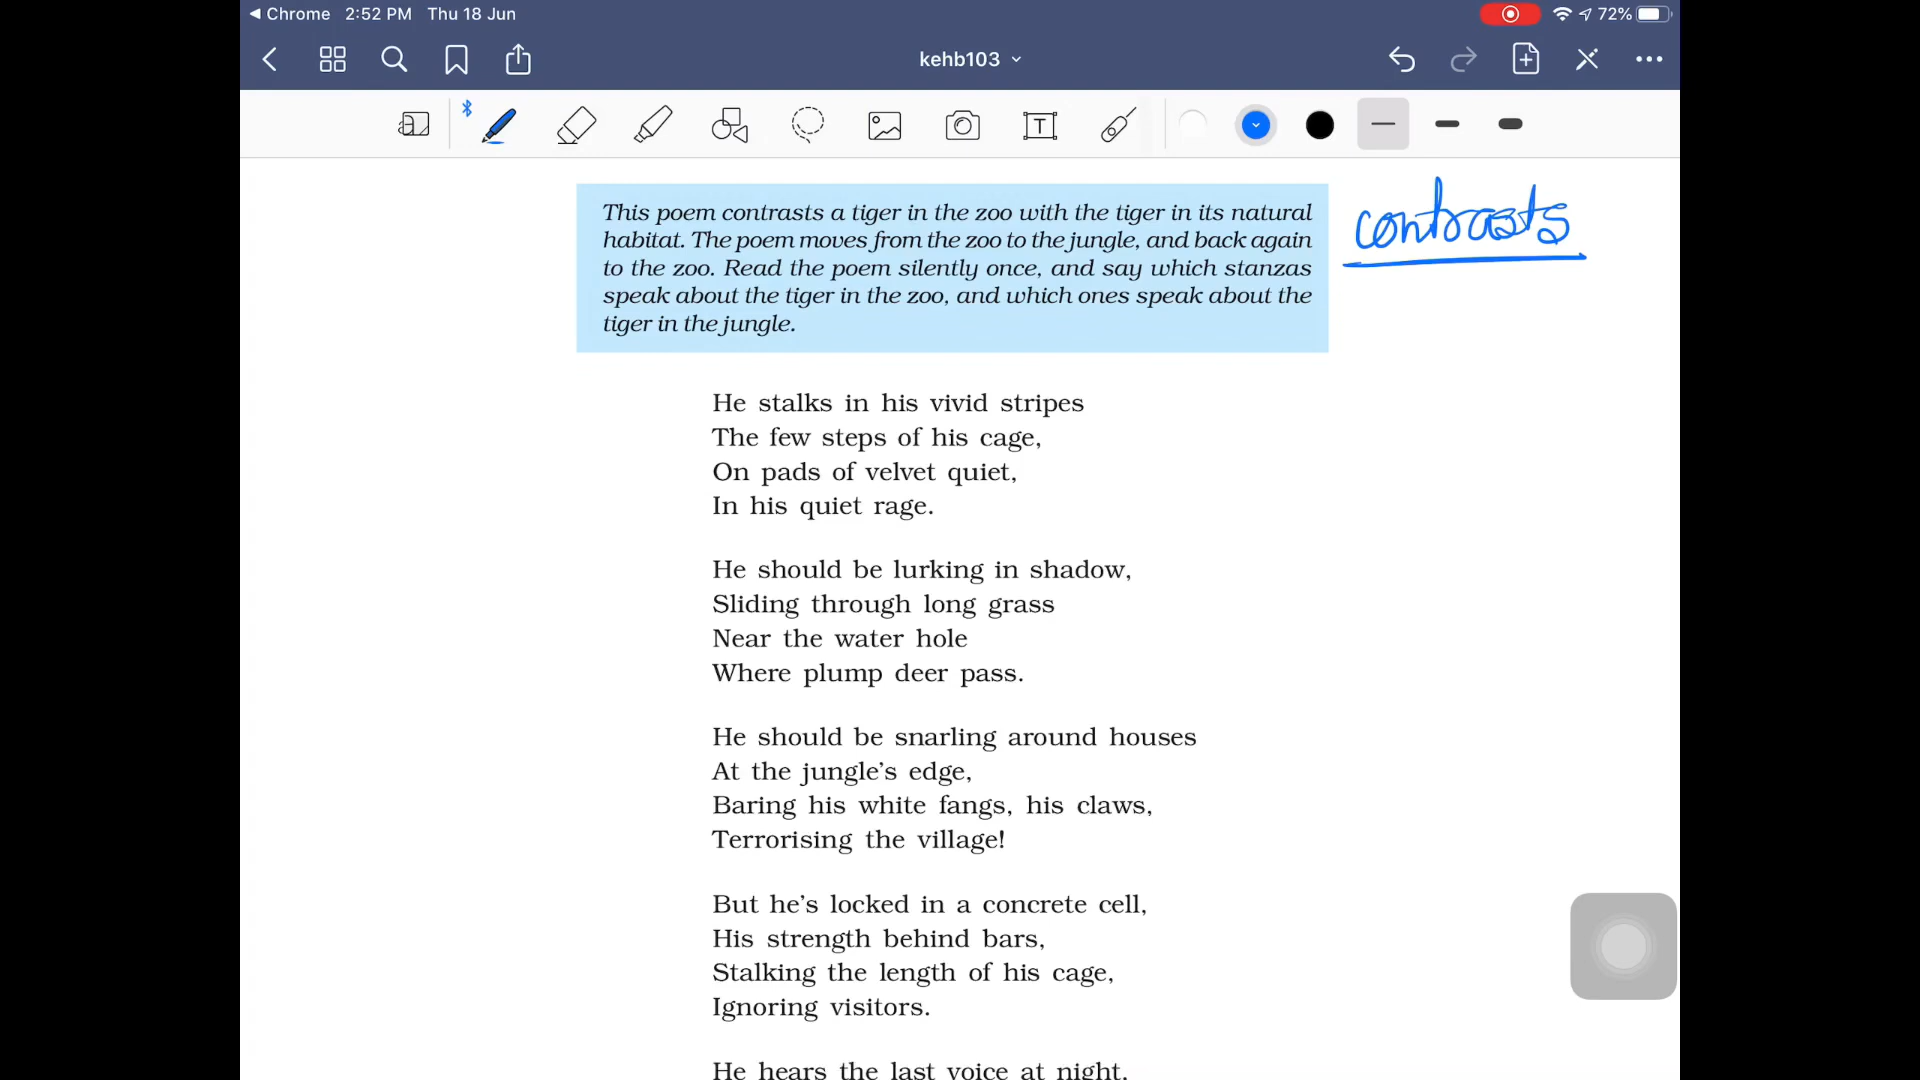 Chrome 2:52 PM Thu 18 Jun
72%
kehb103
This poem contrasts a tiger in the zoo with the tiger in its natural
habitat. The poem moves from the zoo to the jungle, and back again
to the zoo. Read the poem silently once, and say which stanzas
speak about the tiger in the zoo, and which ones speak about the
tiger in the jungle.
contrasts
He stalks in his vivid stripes
The few steps of his cage,
On pads of velvet quiet,
In his quiet rage.
He should be lurking in shadow,
Sliding through long grass
Near the water hole
Where plump deer pass.
He should be snarling around houses
At the jungle’s edge,
Baring his white fangs, his claws,
Terrorising the village!
But he’s locked in a concrete cell,
His strength behind bars,
Stalking the length of his cage,
Ignoring visitors.
He hears the last voice at night,